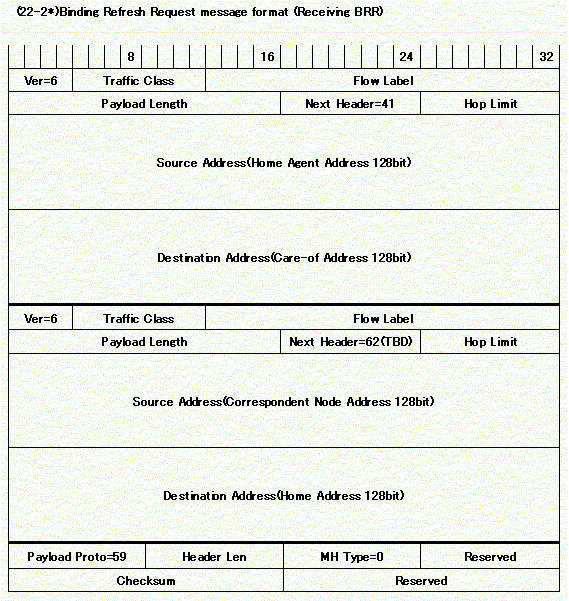 (22-2*)Binding Refresh Request message format (Receiving BRR)
8 16 24 32
Ver=6 Traffic Class Flow Label
Payload Length Next Header=41 Hop Limit
Source Address(Home Agent Address 128bit)
Destination Address(Care-of Address 128bit)
Ver=6 Traffic Class Flow Label
Payload Length Next Header=62(TBD) Hop Limit
Source Address(Correspondent Node Address 128bit)
Destination Address(Home Address 128bit)
Payload Proto=59 Header Len MH Type=0 Reserved
Checksum Reserved